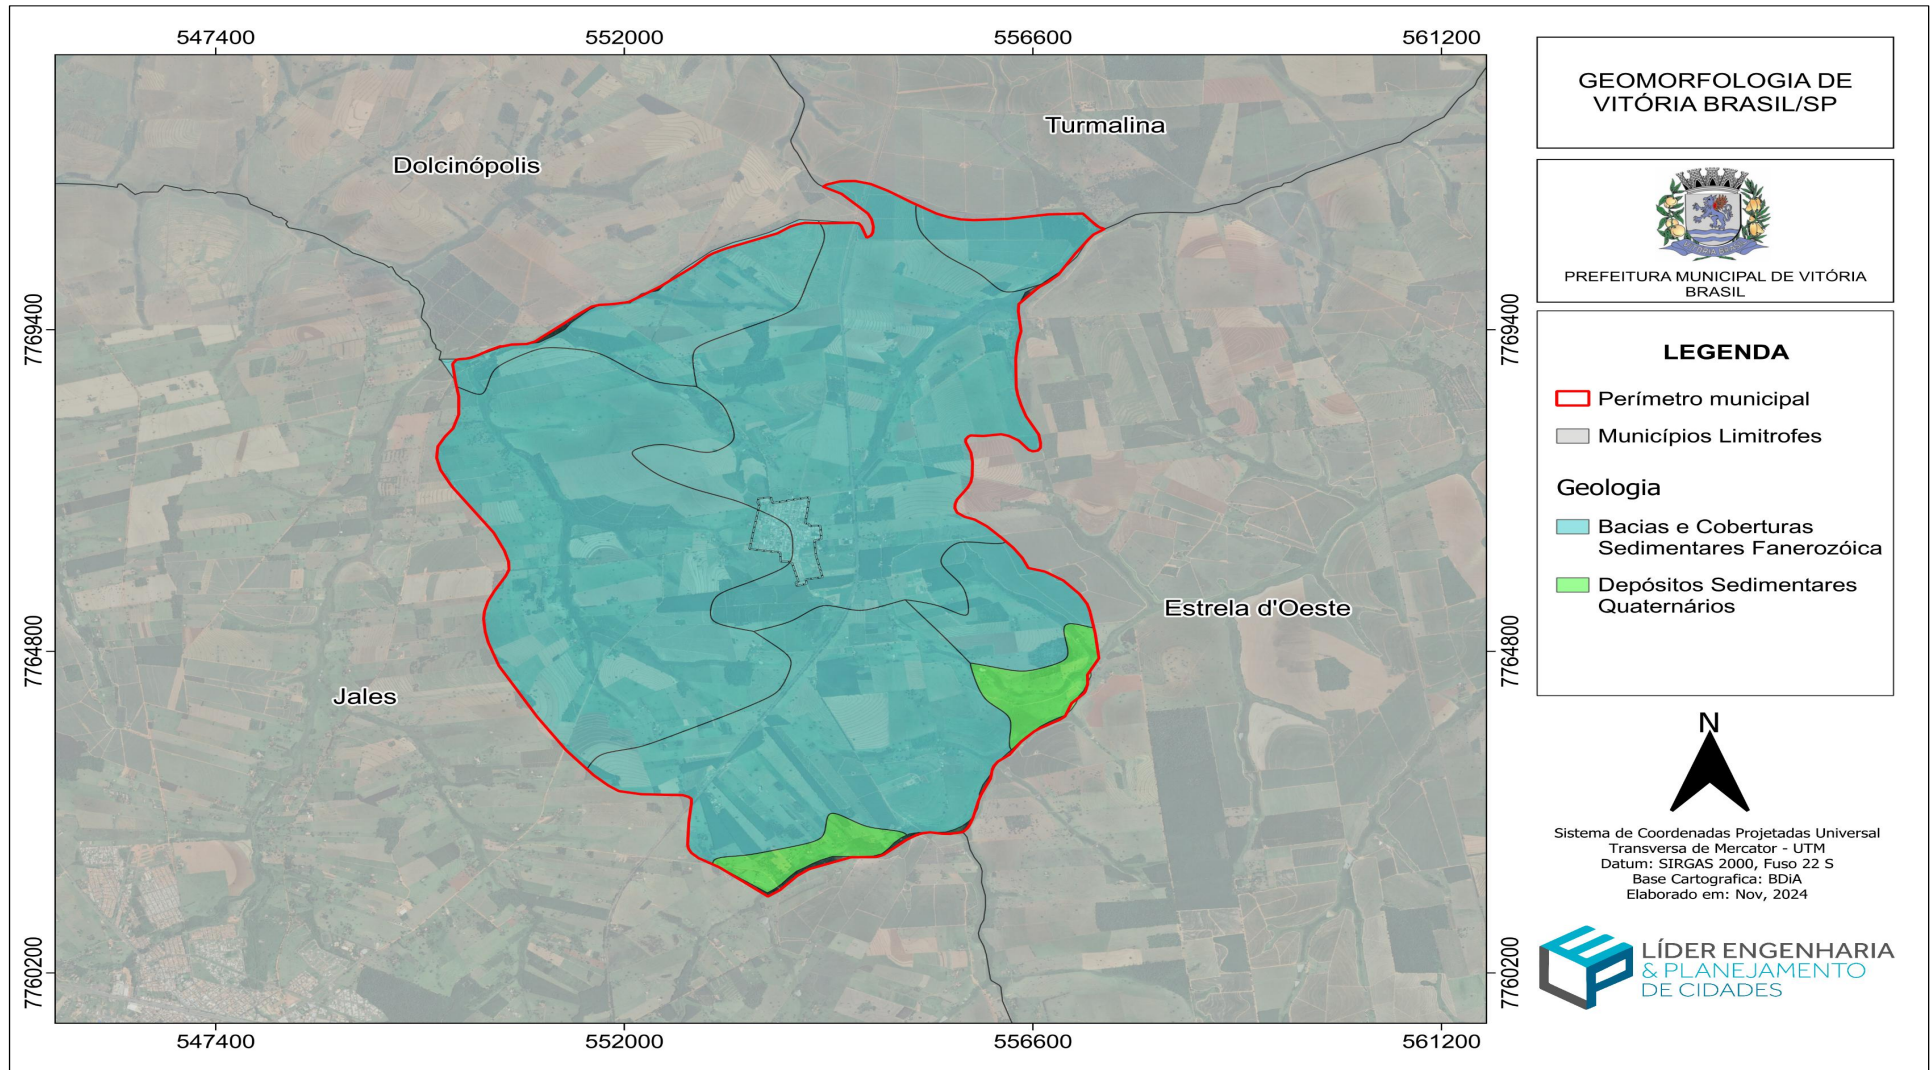 547400
552000
556600
561200
Turmalina
Dolcinópolis
7769400
7769400
Estrela d'Oeste
7764800
7764800
Jales
7760200
7760200
547400
552000
556600
561200
GEOMORFOLOGIA DE
VITÓRIA BRASIL/SP
PREFEITURA MUNICIPAL DE VITÓRIA
BRASIL
LEGENDA
Perímetro municipal
Municípios Limitrofes
Geologia
Bacias e Coberturas
Sedimentares Fanerozóica
Depósitos Sedimentares
Quaternários
N
Sistema de Coordenadas Projetadas Universal
Transversa de Mercator - UTM
Datum: SIRGAS 2000, Fuso 22 S
Base Cartografica: BDiA
Elaborado em: Nov, 2024
LÍDER ENGENHARIA
& PLANEJAMENTO
DE CIDADES